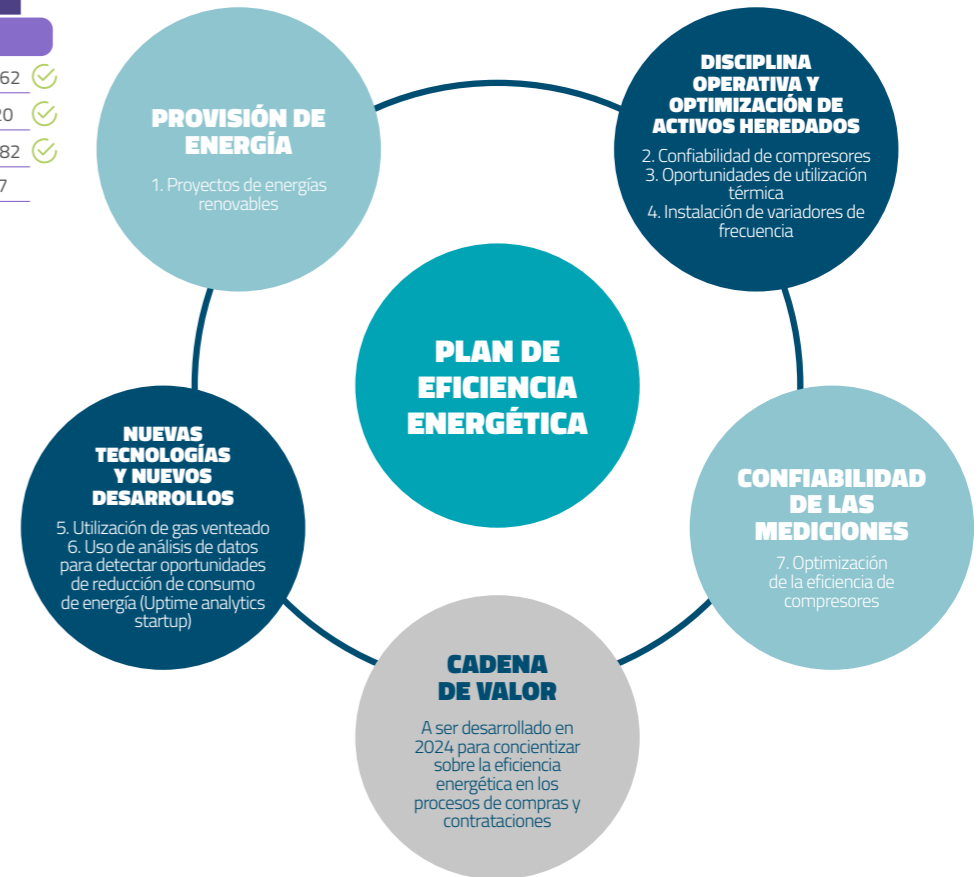 62
20
82
7
PROVISIÓN DE
ENERGÍA
1. Proyectos de energías
renovables
DISCIPLINA
OPERATIVA Y
OPTIMIZACIÓN DE
ACTIVOS HEREDADOS
2. Confiabilidad de compresores
3. Oportunidades de utilización
térmica
4. Instalación de variadores de
frecuencia
PLAN DE
EFICIENCIA
ENERGÉTICA
NUEVAS
TECNOLOGÍAS
Y NUEVOS
DESARROLLOS
5. Utilización de gas venteado
6. Uso de análisis de datos
para detectar oportunidades
de reducción de consumo
de energía (Uptime analytics
startup)
CONFIABILIDAD
DE LAS
MEDICIONES
7. Optimización
de la eficiencia de
compresores
CADENA
DE VALOR
A ser desarrollado en
2024 para concientizar
sobre la eficiencia
energética en los
procesos de compras y
contrataciones